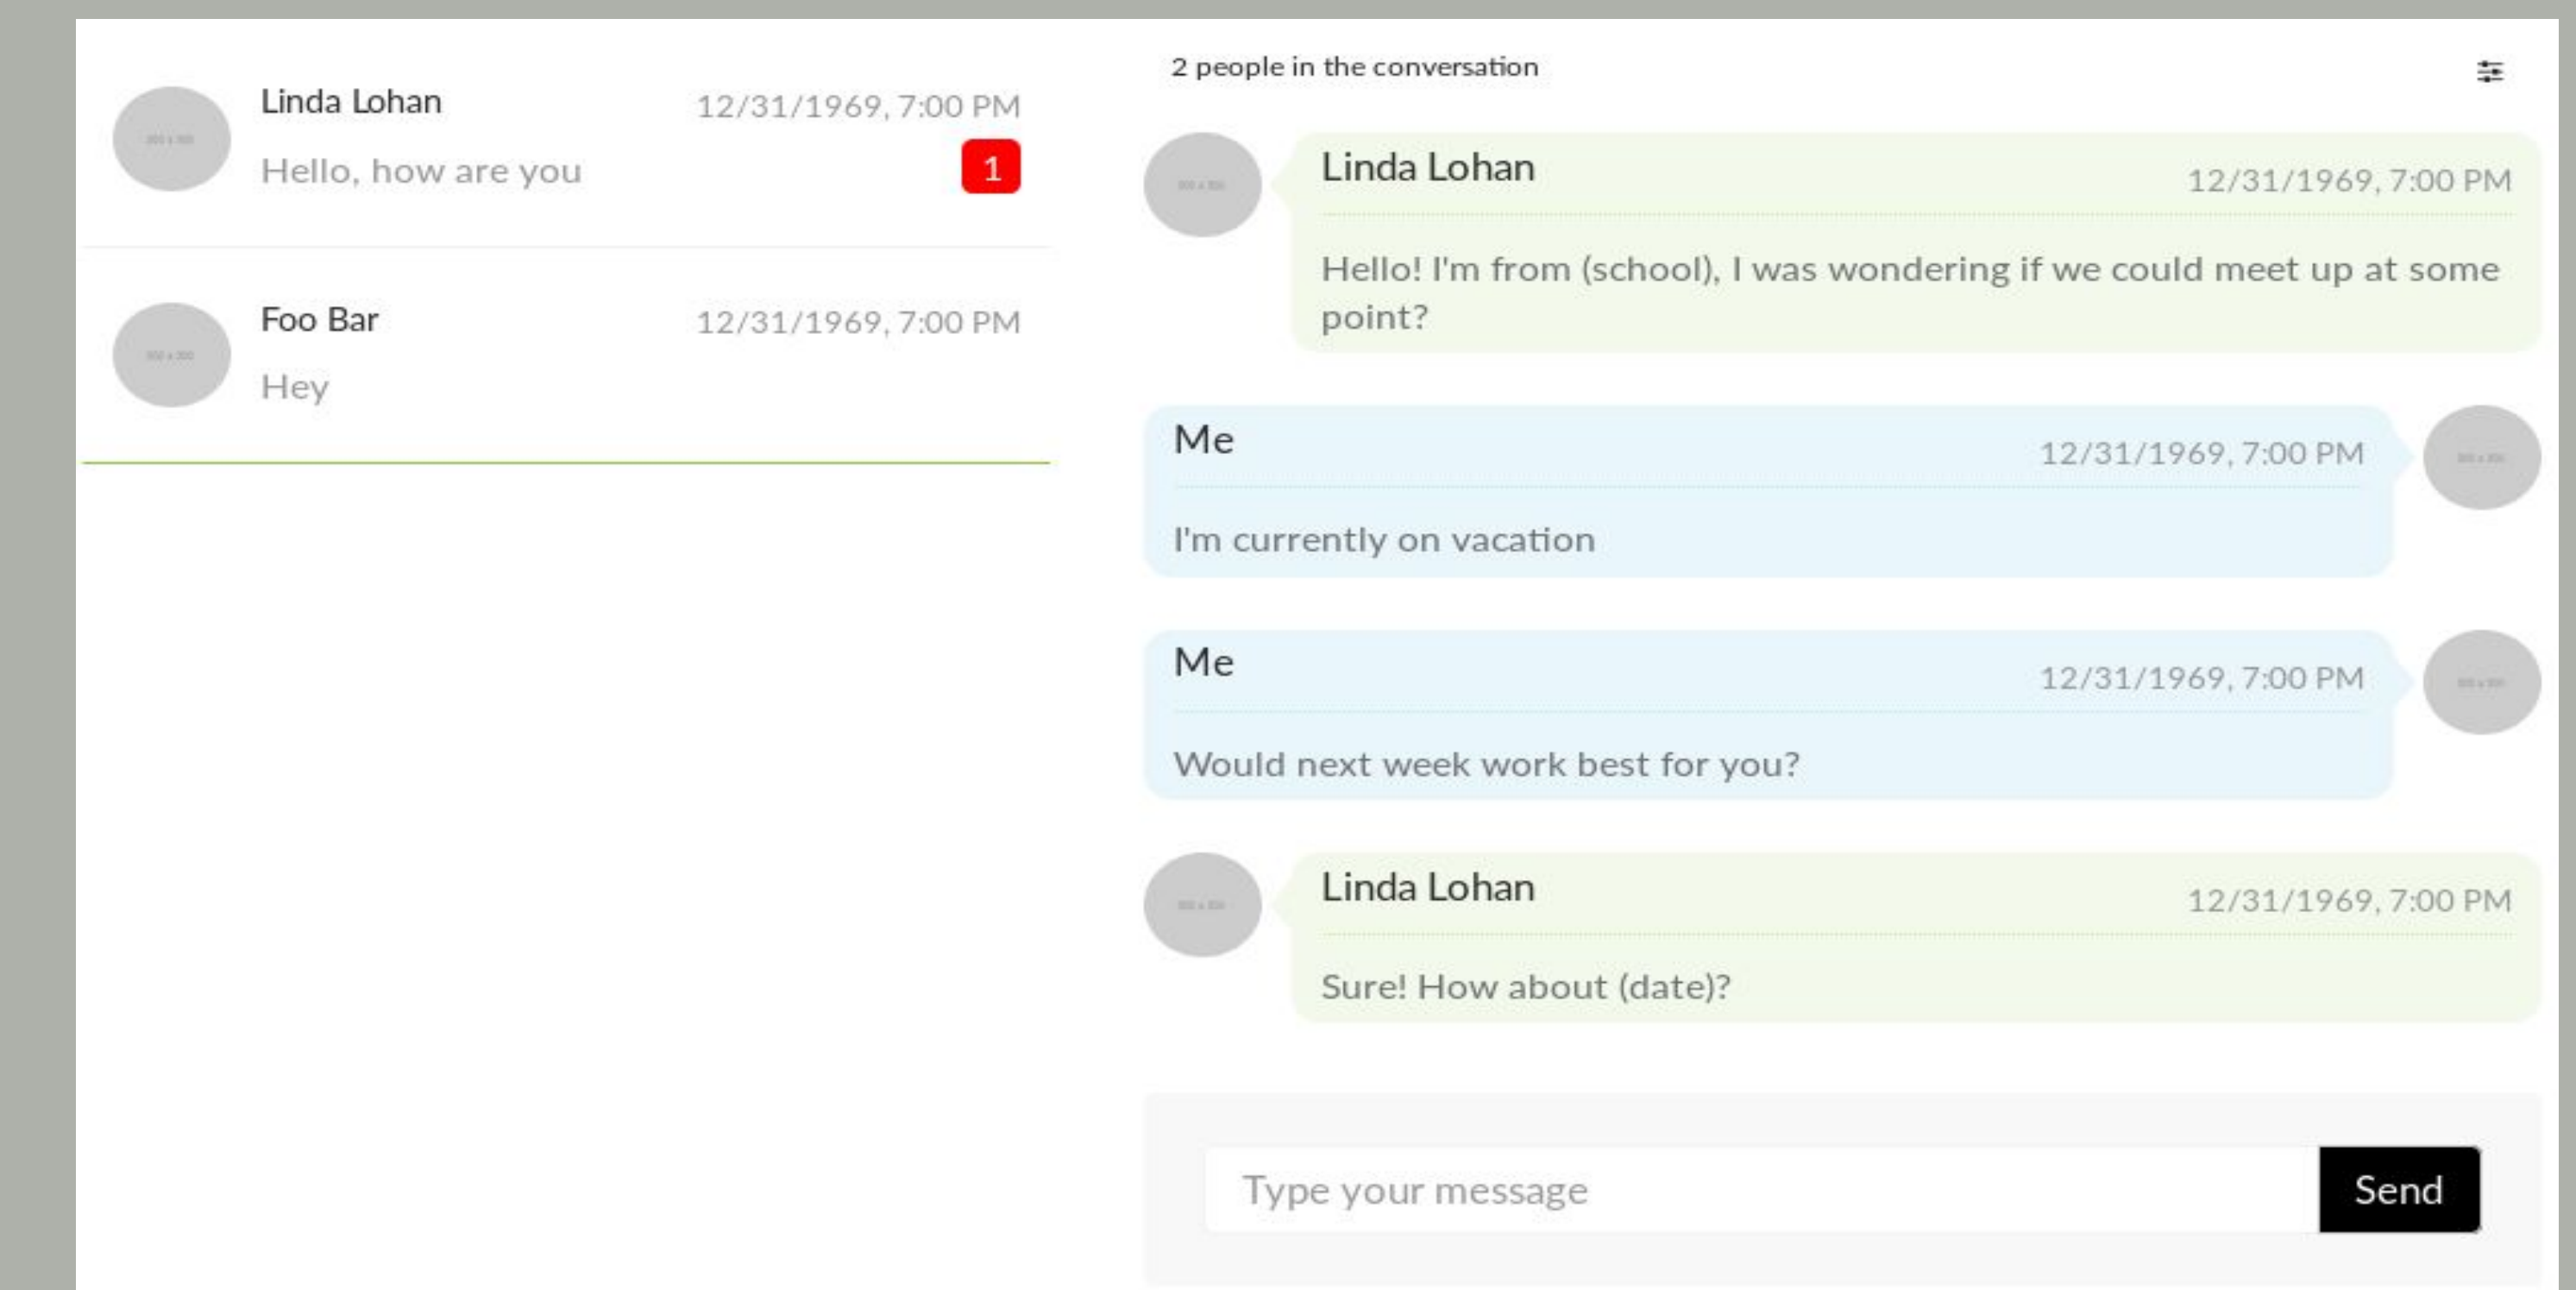 Linda Lohan
12/31/1969, 7:00 PM
Hello, how are you
1
Foo Bar
12/31/1969, 7:00 PM
Hey
2 people in the conversation
Linda Lohan
12/31/1969, 7:00 PM
Hello! I'm from (school), I was wondering if we could meet up at some
point?
Me
12/31/1969, 7:00 PM
I'm currently on vacation
Me
12/31/1969, 7:00 PM
Would next week work best for you?
Linda Lohan
12/31/1969, 7:00 PM
Sure! How about (date)?
Type your message
Send